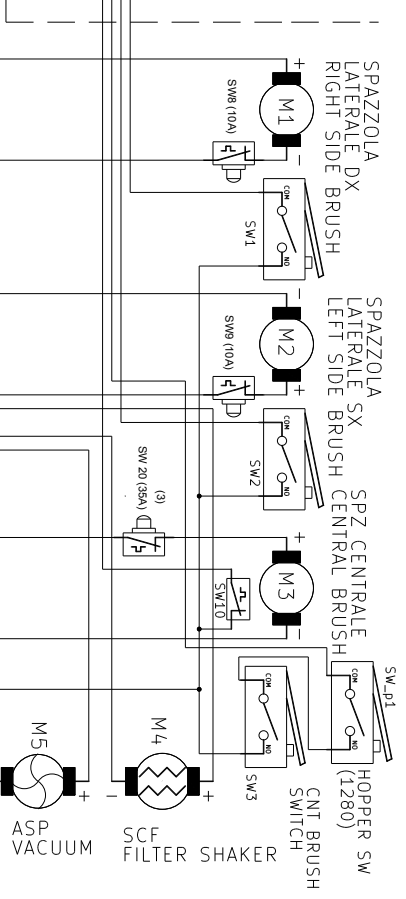 SPAZZOLA
LATERALE DX
RIGHT SIDE BRUSH
+
M1
-
SW8 (10A)
SW1
COM
NO
SPAZZOLA
LATERALE SX
LEFT SIDE BRUSH
-
M2
+
SW9 (10A)
SW2
COM
NO
SPZ CENTRALE
CENTRAL BRUSH
+
M3
-
(3)
SW 20 (35A)
SW10
SW_p1
COM
NO
HOPPER SW
(1280)
COM
NO
SW3
CNT BRUSH
SWITCH
M4
-
+
SCF
FILTER SHAKER
M5
+
ASP
VACUUM